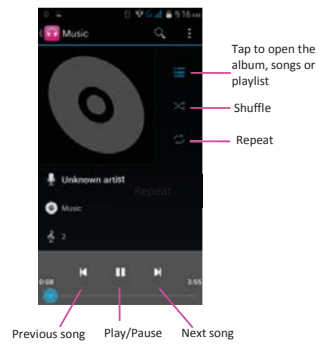 9:16 AM
Music
Tap to open the
album, songs or
playlist
Shuffle
Repeat
Unknown artist
Repeat
Music
2
0:08
3:55
Previous song
Play/Pause
Next song